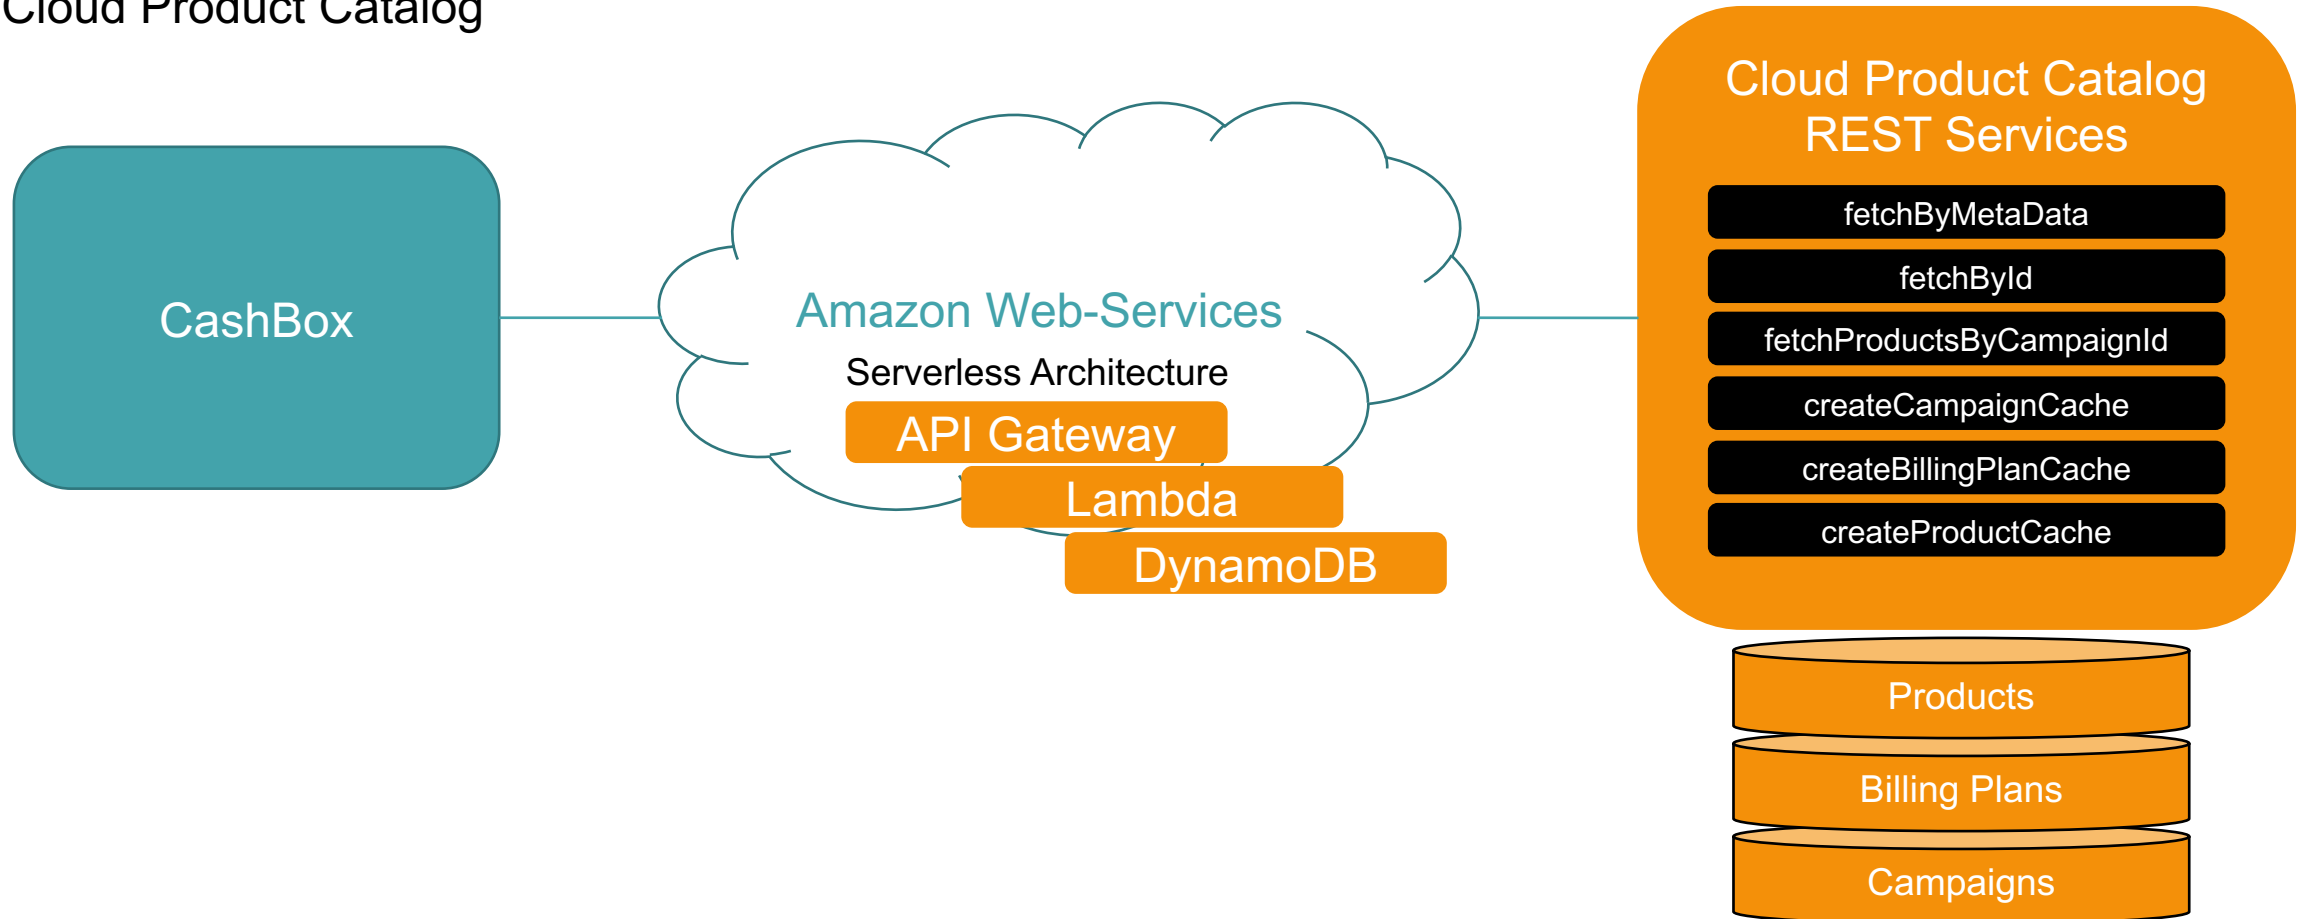 Cloud Product Catalog
CashBox
Amazon Web-Services
Serverless Architecture
API Gateway
Lambda
DynamoDB
Cloud Product Catalog
REST Services
fetchByMetaData
fetchById
fetchProductsByCampaignId
createCampaignCache
createBillingPlanCache
createProductCache
Products
Billing Plans
Campaigns